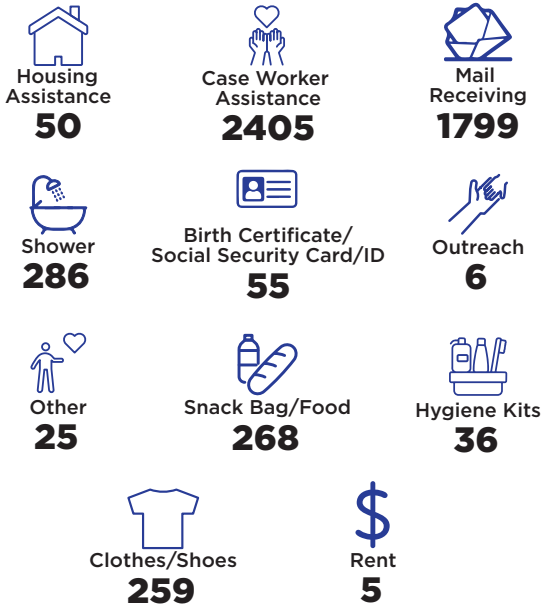 Housing
Assistance
50
Case Worker
Assistance
2405
Mail
Receiving
1799
Shower
286
Birth Certificate/
Social Security Card/ID
55
Outreach
6
Other
25
Snack Bag/Food
268
Hygiene Kits
36
Clothes/Shoes
259
$
Rent
5